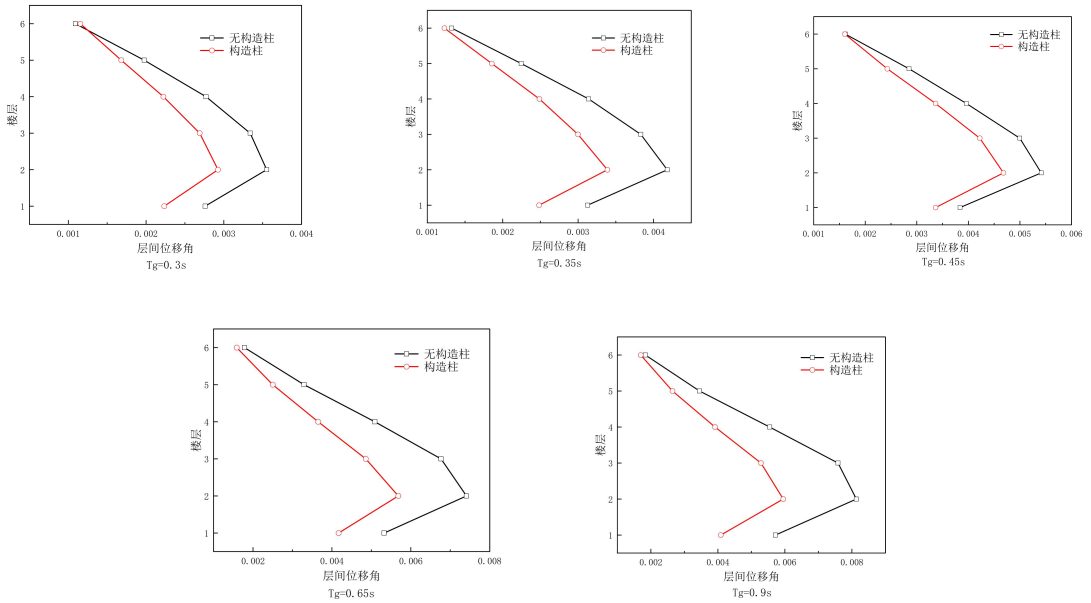 6
5
4
3
2
1
楼层
无构造柱
构造柱
0.001
0.002
0.003
0.004
层间位移角
Tg=0.3s
6
5
4
3
2
1
楼层
无构造柱
构造柱
0.001
0.002
0.003
0.004
层间位移角
Tg=0.35s
6
5
4
3
2
1
楼层
无构造柱
构造柱
0.001
0.002
0.003
0.004
0.005
0.006
层间位移角
Tg=0.45s
6
5
4
3
2
1
楼层
无构造柱
构造柱
0.002
0.004
0.006
0.008
层间位移角
Tg=0.65s
6
5
4
3
2
1
楼层
无构造柱
构造柱
0.002
0.004
0.006
0.008
层间位移角
Tg=0.9s